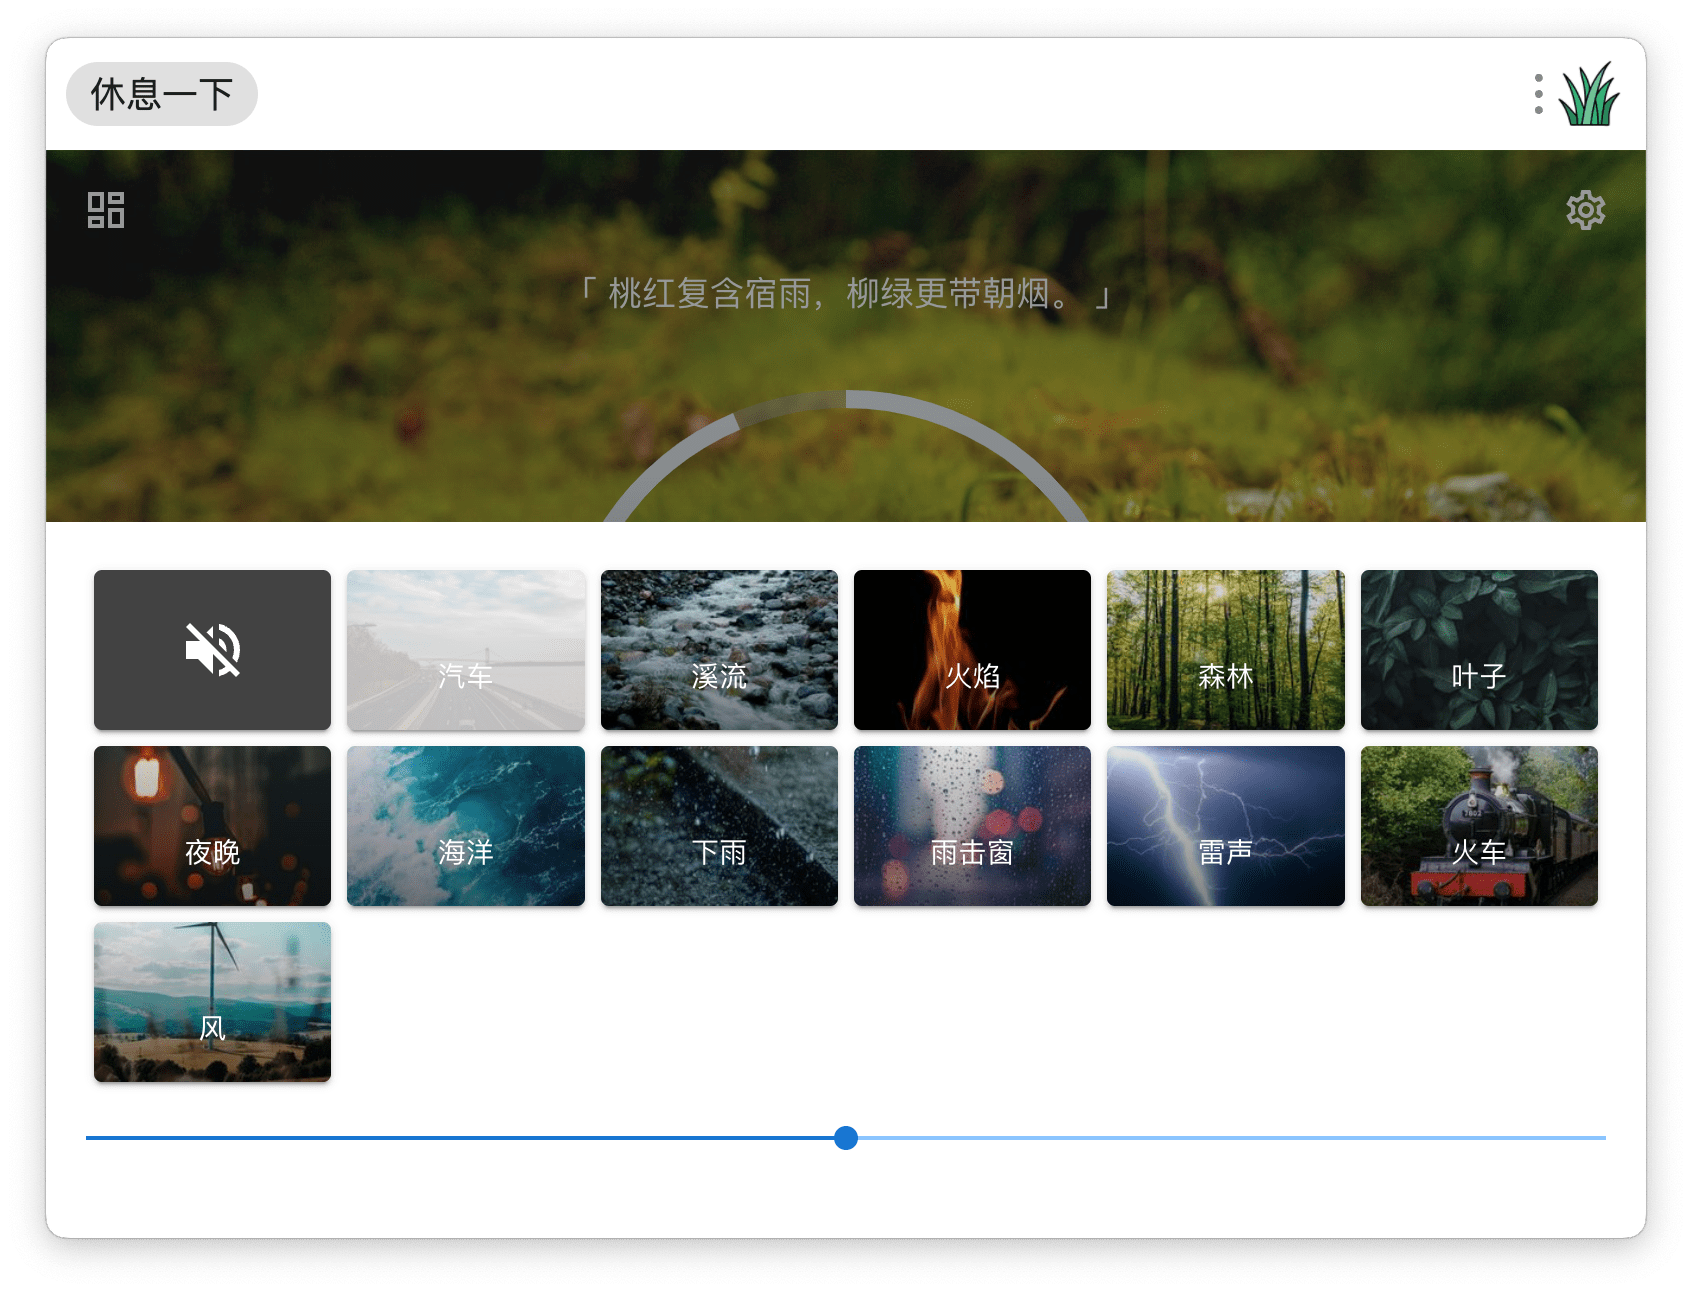 休息一下
「 桃红复含宿雨，柳绿更带朝烟。 」
汽车
溪流
火焰
森林
叶子
夜晚
海洋
下雨
雨击窗
雷声
火车
风